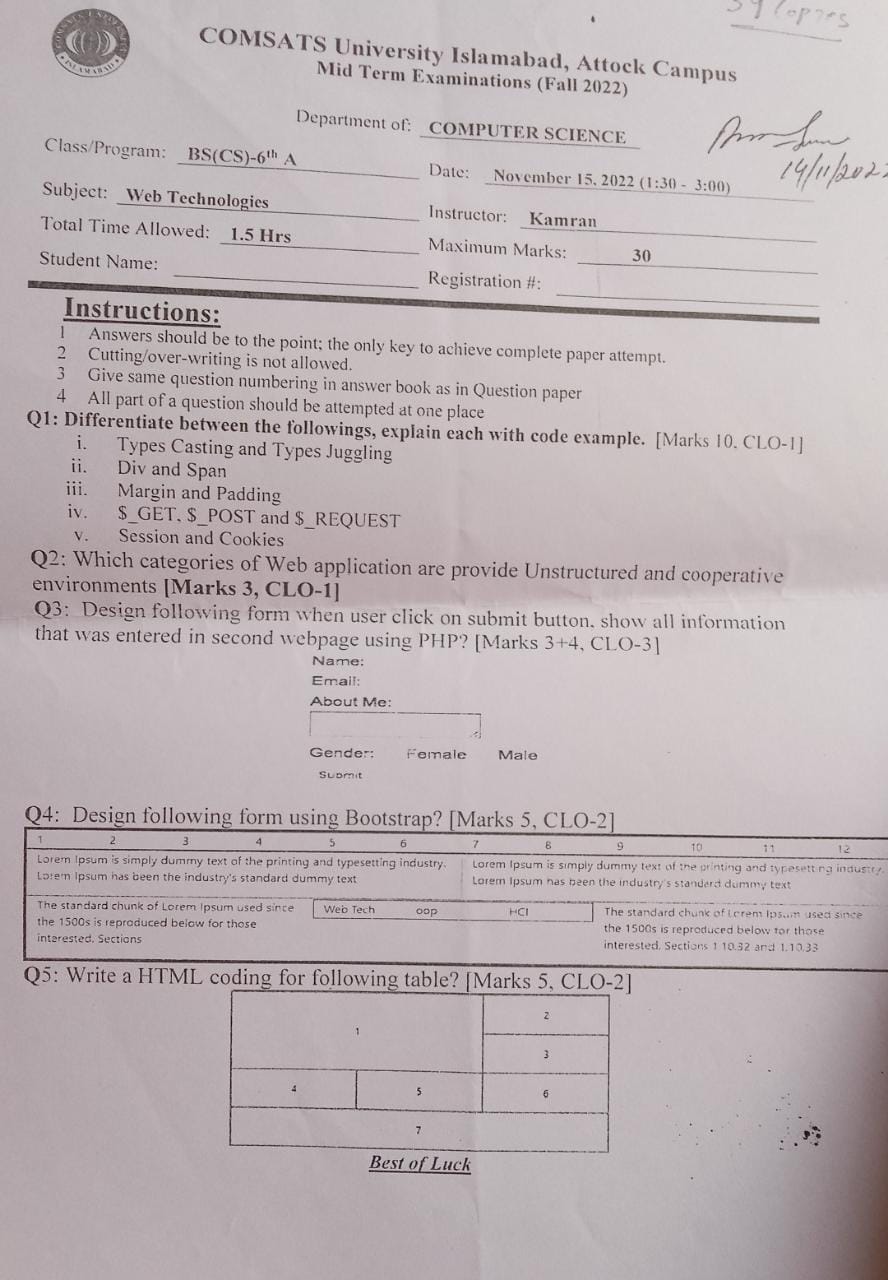 39 Copies
COMSATS University Islamabad, Attock Campus
Mid Term Examinations (Fall 2022)
Department of: COMPUTER SCIENCE
14/11/2022
Class/Program: BS(CS)-6th A
Date: November 15, 2022 (1:30 - 3:00)
Subject: Web Technologies
Instructor: Kamran
Total Time Allowed: 1.5 Hrs
Maximum Marks: 30
Student Name:
Registration #:
Instructions:
1 Answers should be to the point; the only key to achieve complete paper attempt.
2 Cutting/over-writing is not allowed.
3 Give same question numbering in answer book as in Question paper
4 All part of a question should be attempted at one place
Q1: Differentiate between the followings, explain each with code example. [Marks 10, CLO-1]
i. Types Casting and Types Juggling
ii. Div and Span
iii. Margin and Padding
iv. $_GET, $_POST and $_REQUEST
v. Session and Cookies
Q2: Which categories of Web application are provide Unstructured and cooperative
environments [Marks 3, CLO-1]
Q3: Design following form when user click on submit button, show all information
that was entered in second webpage using PHP? [Marks 3+4, CLO-3]
Name:
Email:
About Me:
Gender: Female Male
Submit
Q4: Design following form using Bootstrap? [Marks 5, CLO-2]
1 2 3 4 5 6 7 8 9 10 11 12
Lorem Ipsum is simply dummy text of the printing and typesetting industry.
Lorem Ipsum has been the industry's standard dummy text
Lorem Ipsum is simply dummy text of the printing and typesetting industry.
Lorem Ipsum has been the industry's standard dummy text
The standard chunk of Lorem Ipsum used since
the 1500s is reproduced below for those
interested. Sections
Web Tech oop HCI
The standard chunk of Lorem Ipsum used since
the 1500s is reproduced below for those
interested. Sections 1.10.32 and 1.10.33
Q5: Write a HTML coding for following table? [Marks 5, CLO-2]
1
2
3
4 5 6
7
Best of Luck